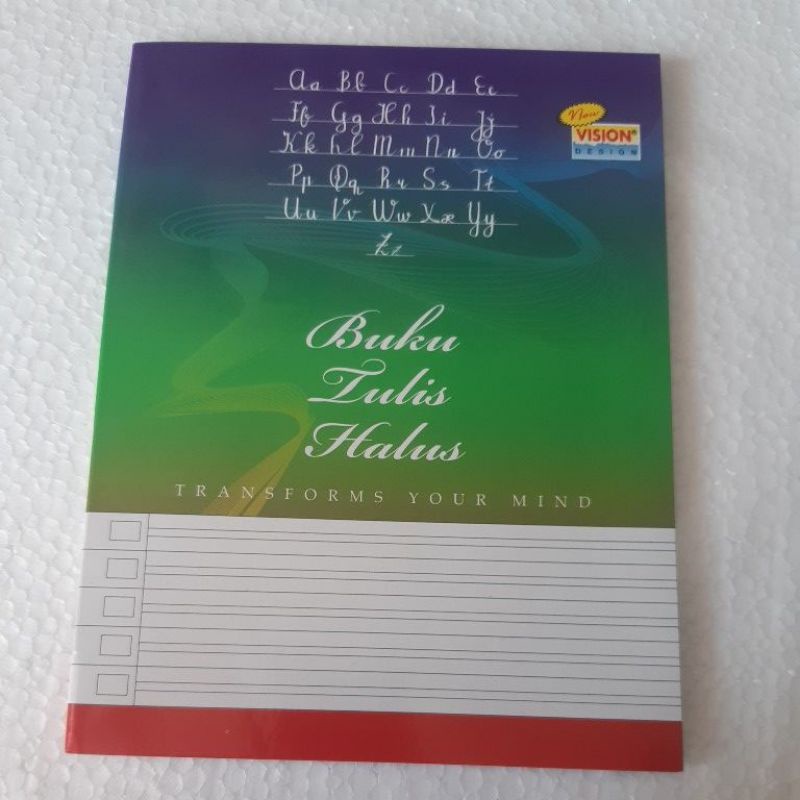 Aa Bb Cc Dd Ee
Ff Gg Hh Ii Jj
Kk Ll Mm Nn Oo
Pp Qq Rr Ss Tt
Uu Vv Ww Xx Yy
Zz
New
VISION
DESIGN
Buku
Tulis
Halus
TRANSFORMS YOUR MIND